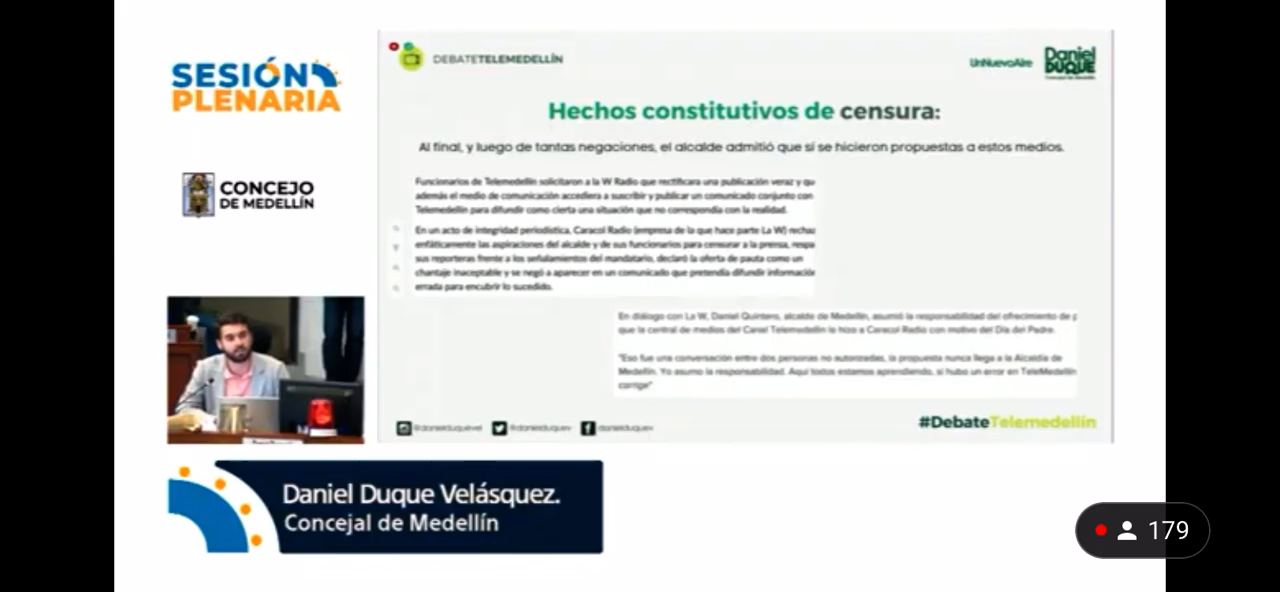 SESIÓN
PLENARIA
CONCEJO
DE MEDELLÍN
DEBATETELEMEDELLÍN
UnNuevoAire
Daniel
DUQUE
Hechos constitutivos de censura:
Al final, y luego de tantas negaciones, el alcalde admitió que si se hicieron propuestas a estos medios.
Funcionarios de Telemedellín solicitaron a la W Radio que rectificara una publicación veraz y qu
además el medio de comunicación accediera a suscribir y publicar un comunicado conjunto con
Telemedellín para difundir como cierta una situación que no correspondía con la realidad.
En un acto de integridad periodística, Caracol Radio (empresa de la que hace parte La W) rechaz
enfáticamente las aspiraciones del alcalde y de sus funcionarios para censurar a la prensa, respa
sus reporteras frente a los señalamientos del mandatario, declaró la oferta de pauta como un
chantaje inaceptable y se negó a aparecer en un comunicado que pretendía difundir informació
errada para encubrir lo sucedido.
En diálogo con La W, Daniel Quintero, alcalde de Medellín, asumió la responsabilidad del ofrecimiento de p
que la central de medios del Canal Telemedellín le hizo a Caracol Radio con motivo del Día del Padre.
"Eso fue una conversación entre dos personas no autorizadas, la propuesta nunca llega a la Alcaldía de
Medellín. Yo asumo la responsabilidad. Aquí todos estamos aprendiendo, si hubo un error en TeleMedellín
corrige"
@danielduquevel @danielduquev danielduquev
#DebateTelemedellín
Daniel Duque Velásquez.
Concejal de Medellín
179